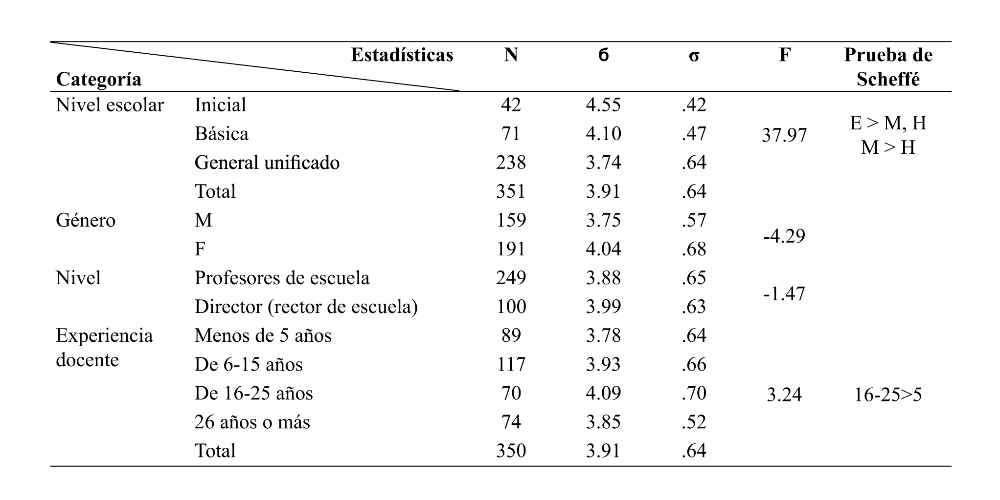 Estadísticas N б σ F Prueba de
Categoría Scheffé
Nivel escolar Inicial 42 4.55 .42
E > M, H
Básica 71 4.10 .47 37.97
M > H
General unificado 238 3.74 .64
Total 351 3.91 .64
Género M 159 3.75 .57
-4.29
F 191 4.04 .68
Nivel Profesores de escuela 249 3.88 .65
-1.47
Director (rector de escuela) 100 3.99 .63
Experiencia Menos de 5 años 89 3.78 .64
docente De 6-15 años 117 3.93 .66
De 16-25 años 70 4.09 .70 3.24 16-25>5
26 años o más 74 3.85 .52
Total 350 3.91 .64